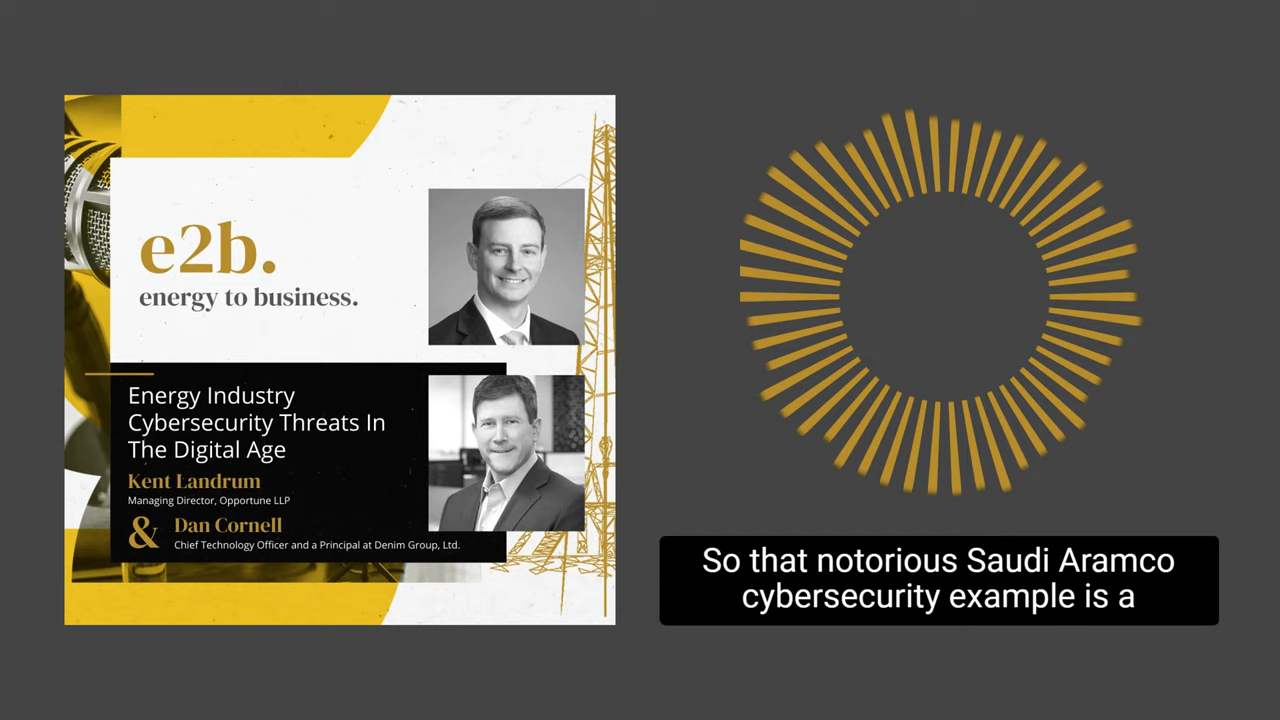 e2b.
energy to business.
Energy Industry
Cybersecurity Threats In
The Digital Age
Kent Landrum
Managing Director, Opportune LLP
& Dan Cornell
Chief Technology Officer and a Principal at Denim Group, Ltd.
So that notorious Saudi Aramco
cybersecurity example is a